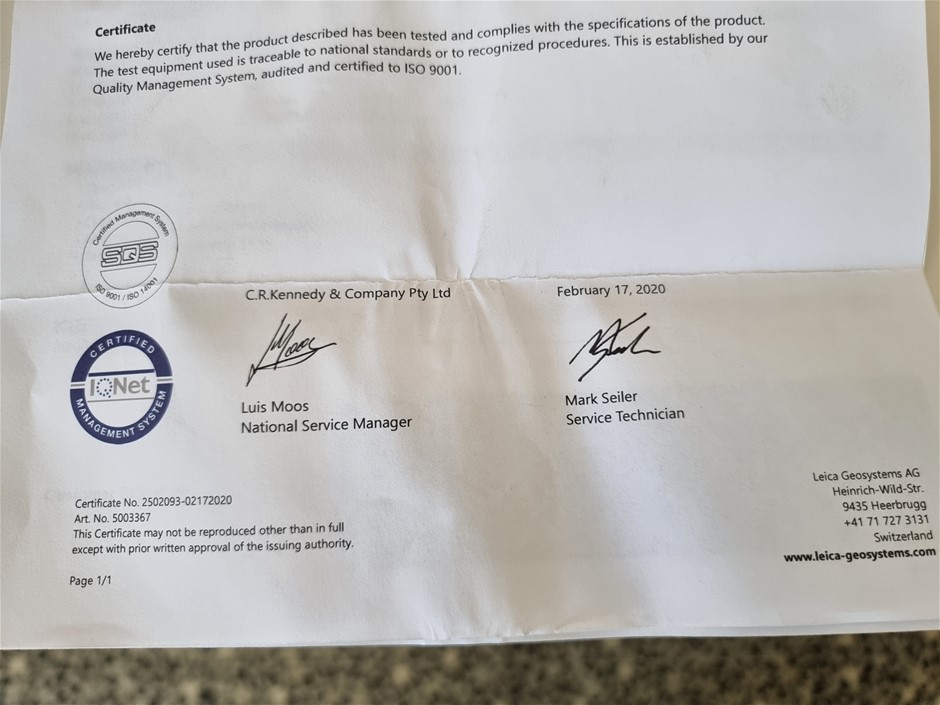 Certificate
We hereby certify that the product described has been tested and complies with the specifications of the product.
The test equipment used is traceable to national standards or to recognized procedures. This is established by our
Quality Management System, audited and certified to ISO 9001.
Certified Management System
SQS
ISO 9001 / ISO 14001
C.R.Kennedy & Company Pty Ltd
February 17, 2020
CERTIFIED
IQNet
MANAGEMENT SYSTEM
LMoos
Luis Moos
National Service Manager
Mark Seiler
Service Technician
Certificate No. 2502093-02172020
Art. No. 5003367
This Certificate may not be reproduced other than in full
except with prior written approval of the issuing authority.
Page 1/1
Leica Geosystems AG
Heinrich-Wild-Str.
9435 Heerbrugg
+41 71 727 3131
Switzerland
www.leica-geosystems.com